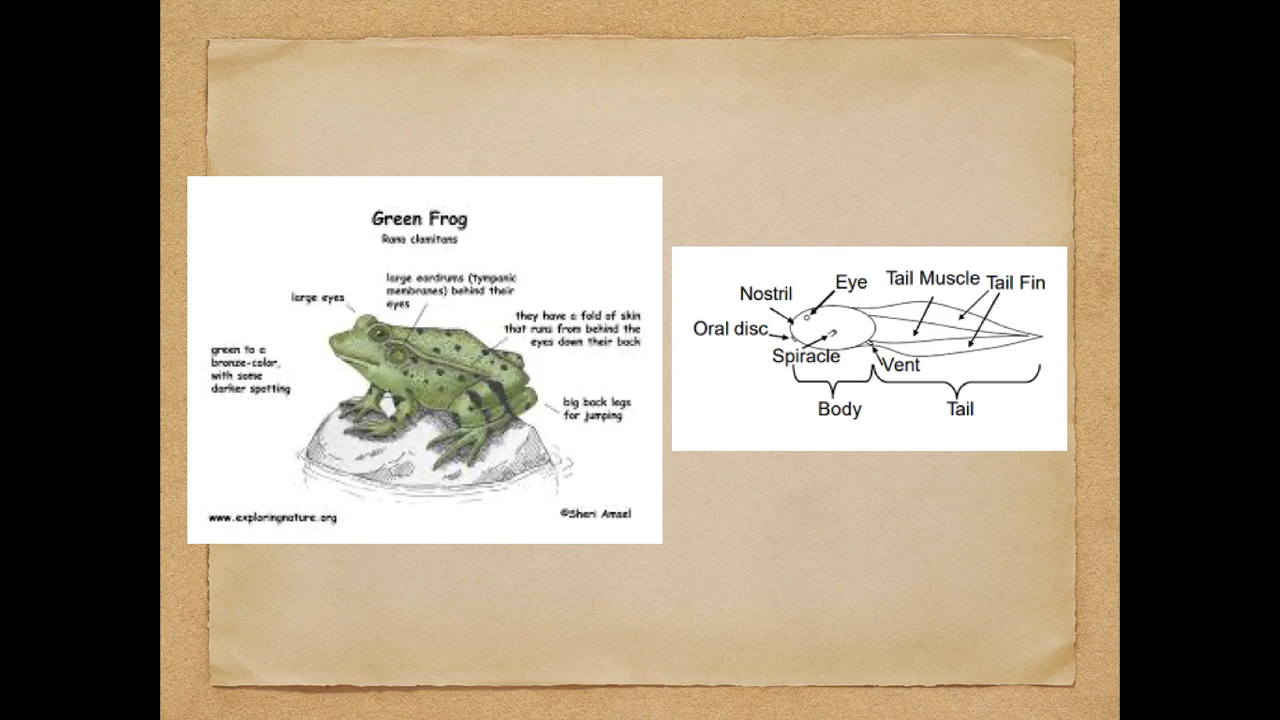 Green Frog
Rana clamitans
large eardrums (tympanic
membranes) behind their
eyes
large eyes
they have a fold of skin
that runs from behind the
eyes down their back
green to a
bronze-color,
with some
darker spotting
big back legs
for jumping
www.exploringnature.org
©Sheri Amsel
Eye
Tail Muscle
Tail Fin
Nostril
Oral disc
Spiracle
Vent
Body
Tail